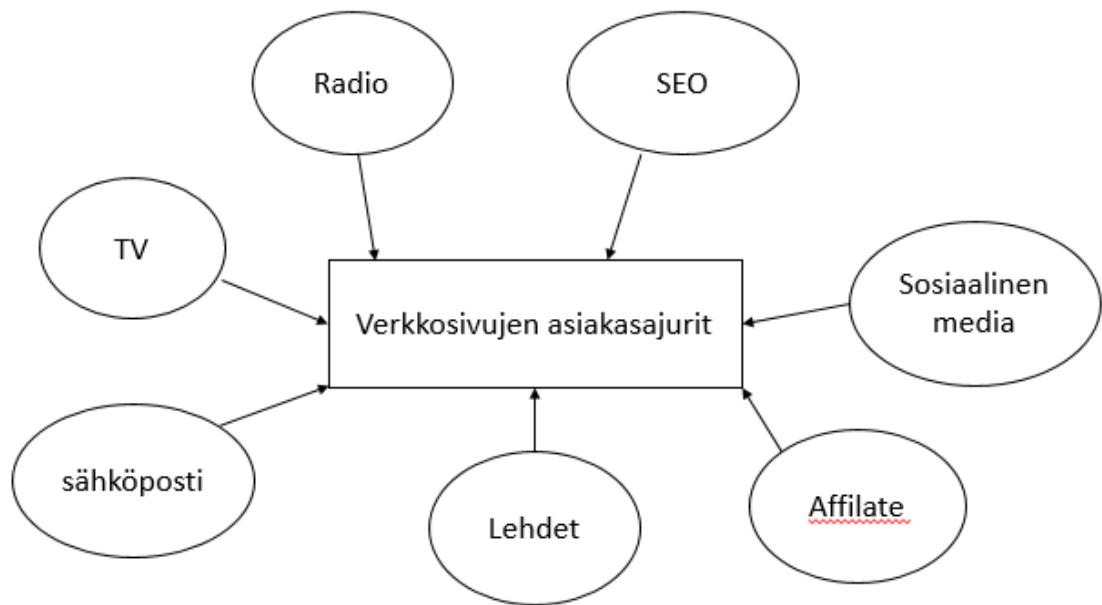 Radio
SEO
TV
Sosiaalinen
media
Verkkosivujen asiakasajurit
sähköposti
Lehdet
Affilate